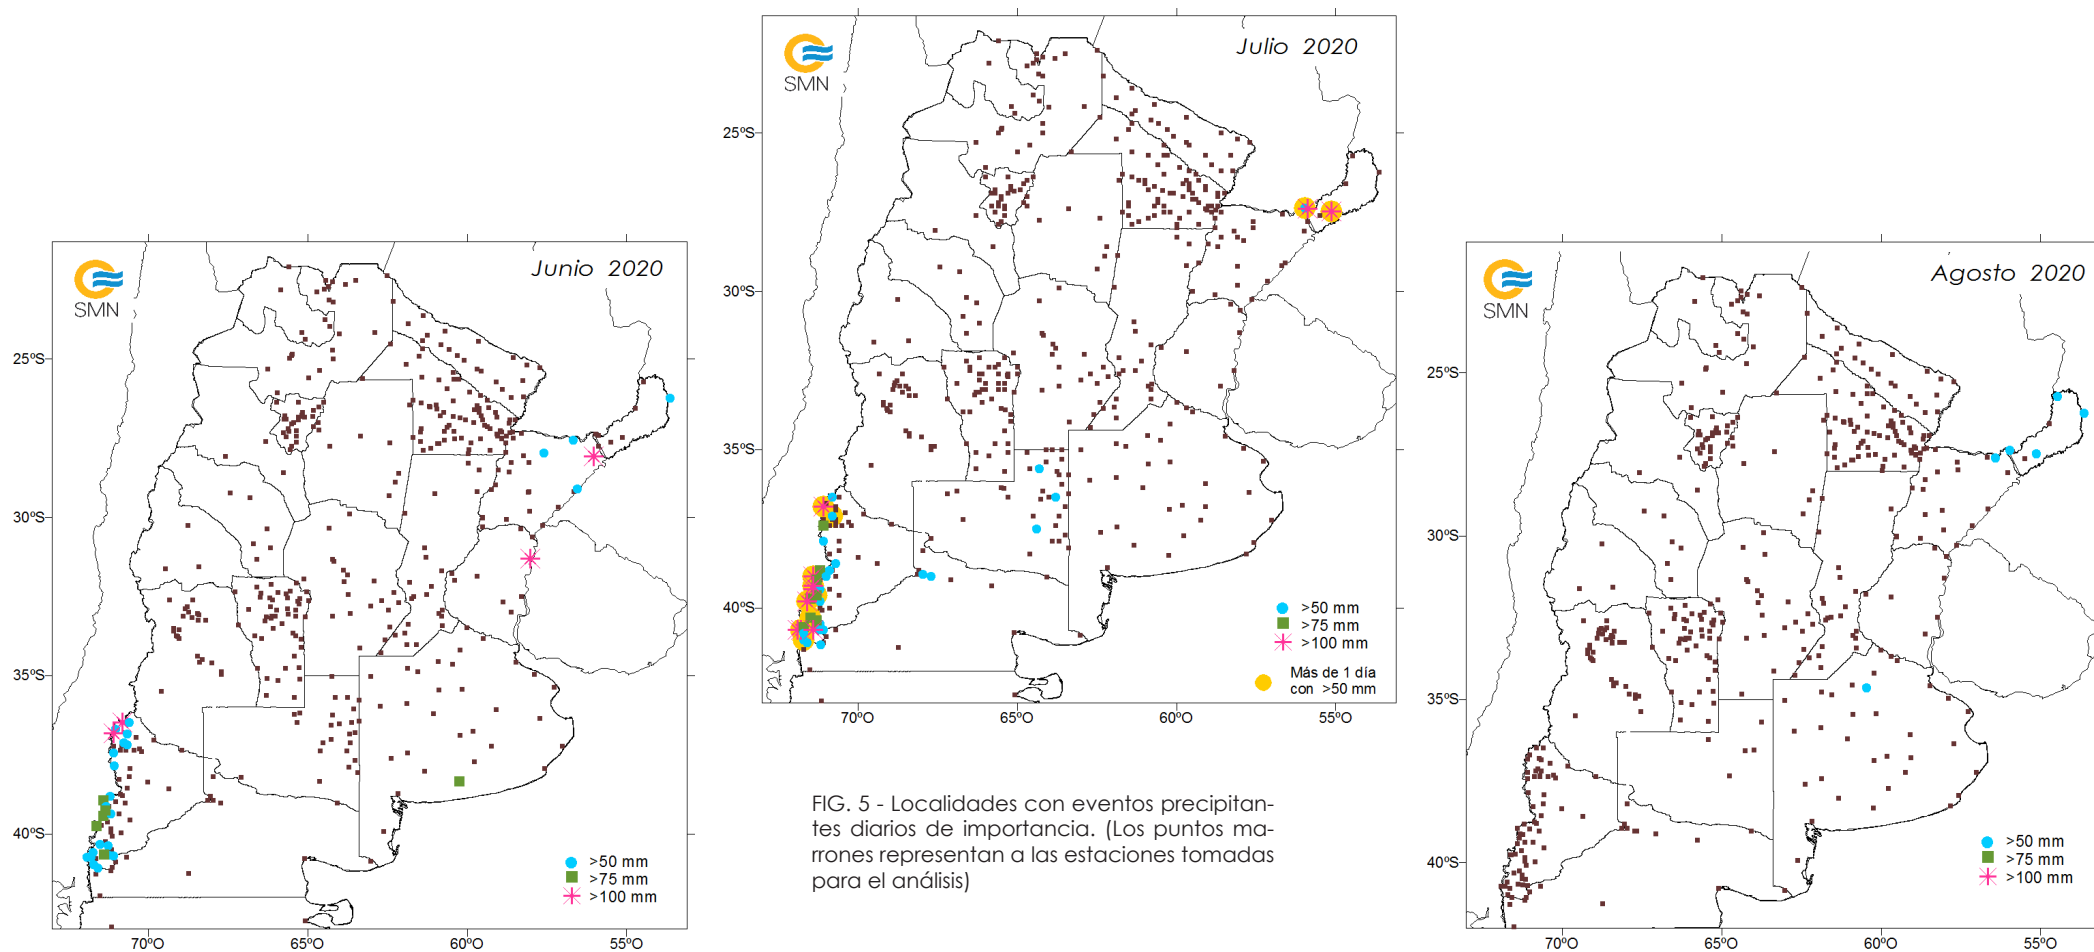 Junio 2020
SMN
25ºS
30ºS
35ºS
40ºS
>50 mm
>75 mm
>100 mm
70ºO
65ºO
60ºO
55ºO
Julio 2020
SMN
25ºS
30ºS
35ºS
40ºS
>50 mm
>75 mm
>100 mm
Más de 1 día
con >50 mm
70ºO
65ºO
60ºO
55ºO
FIG. 5 - Localidades con eventos precipitan-
tes diarios de importancia. (Los puntos ma-
rrones representan a las estaciones tomadas
para el análisis)
Agosto 2020
SMN
25ºS
30ºS
35ºS
40ºS
>50 mm
>75 mm
>100 mm
70ºO
65ºO
60ºO
55ºO